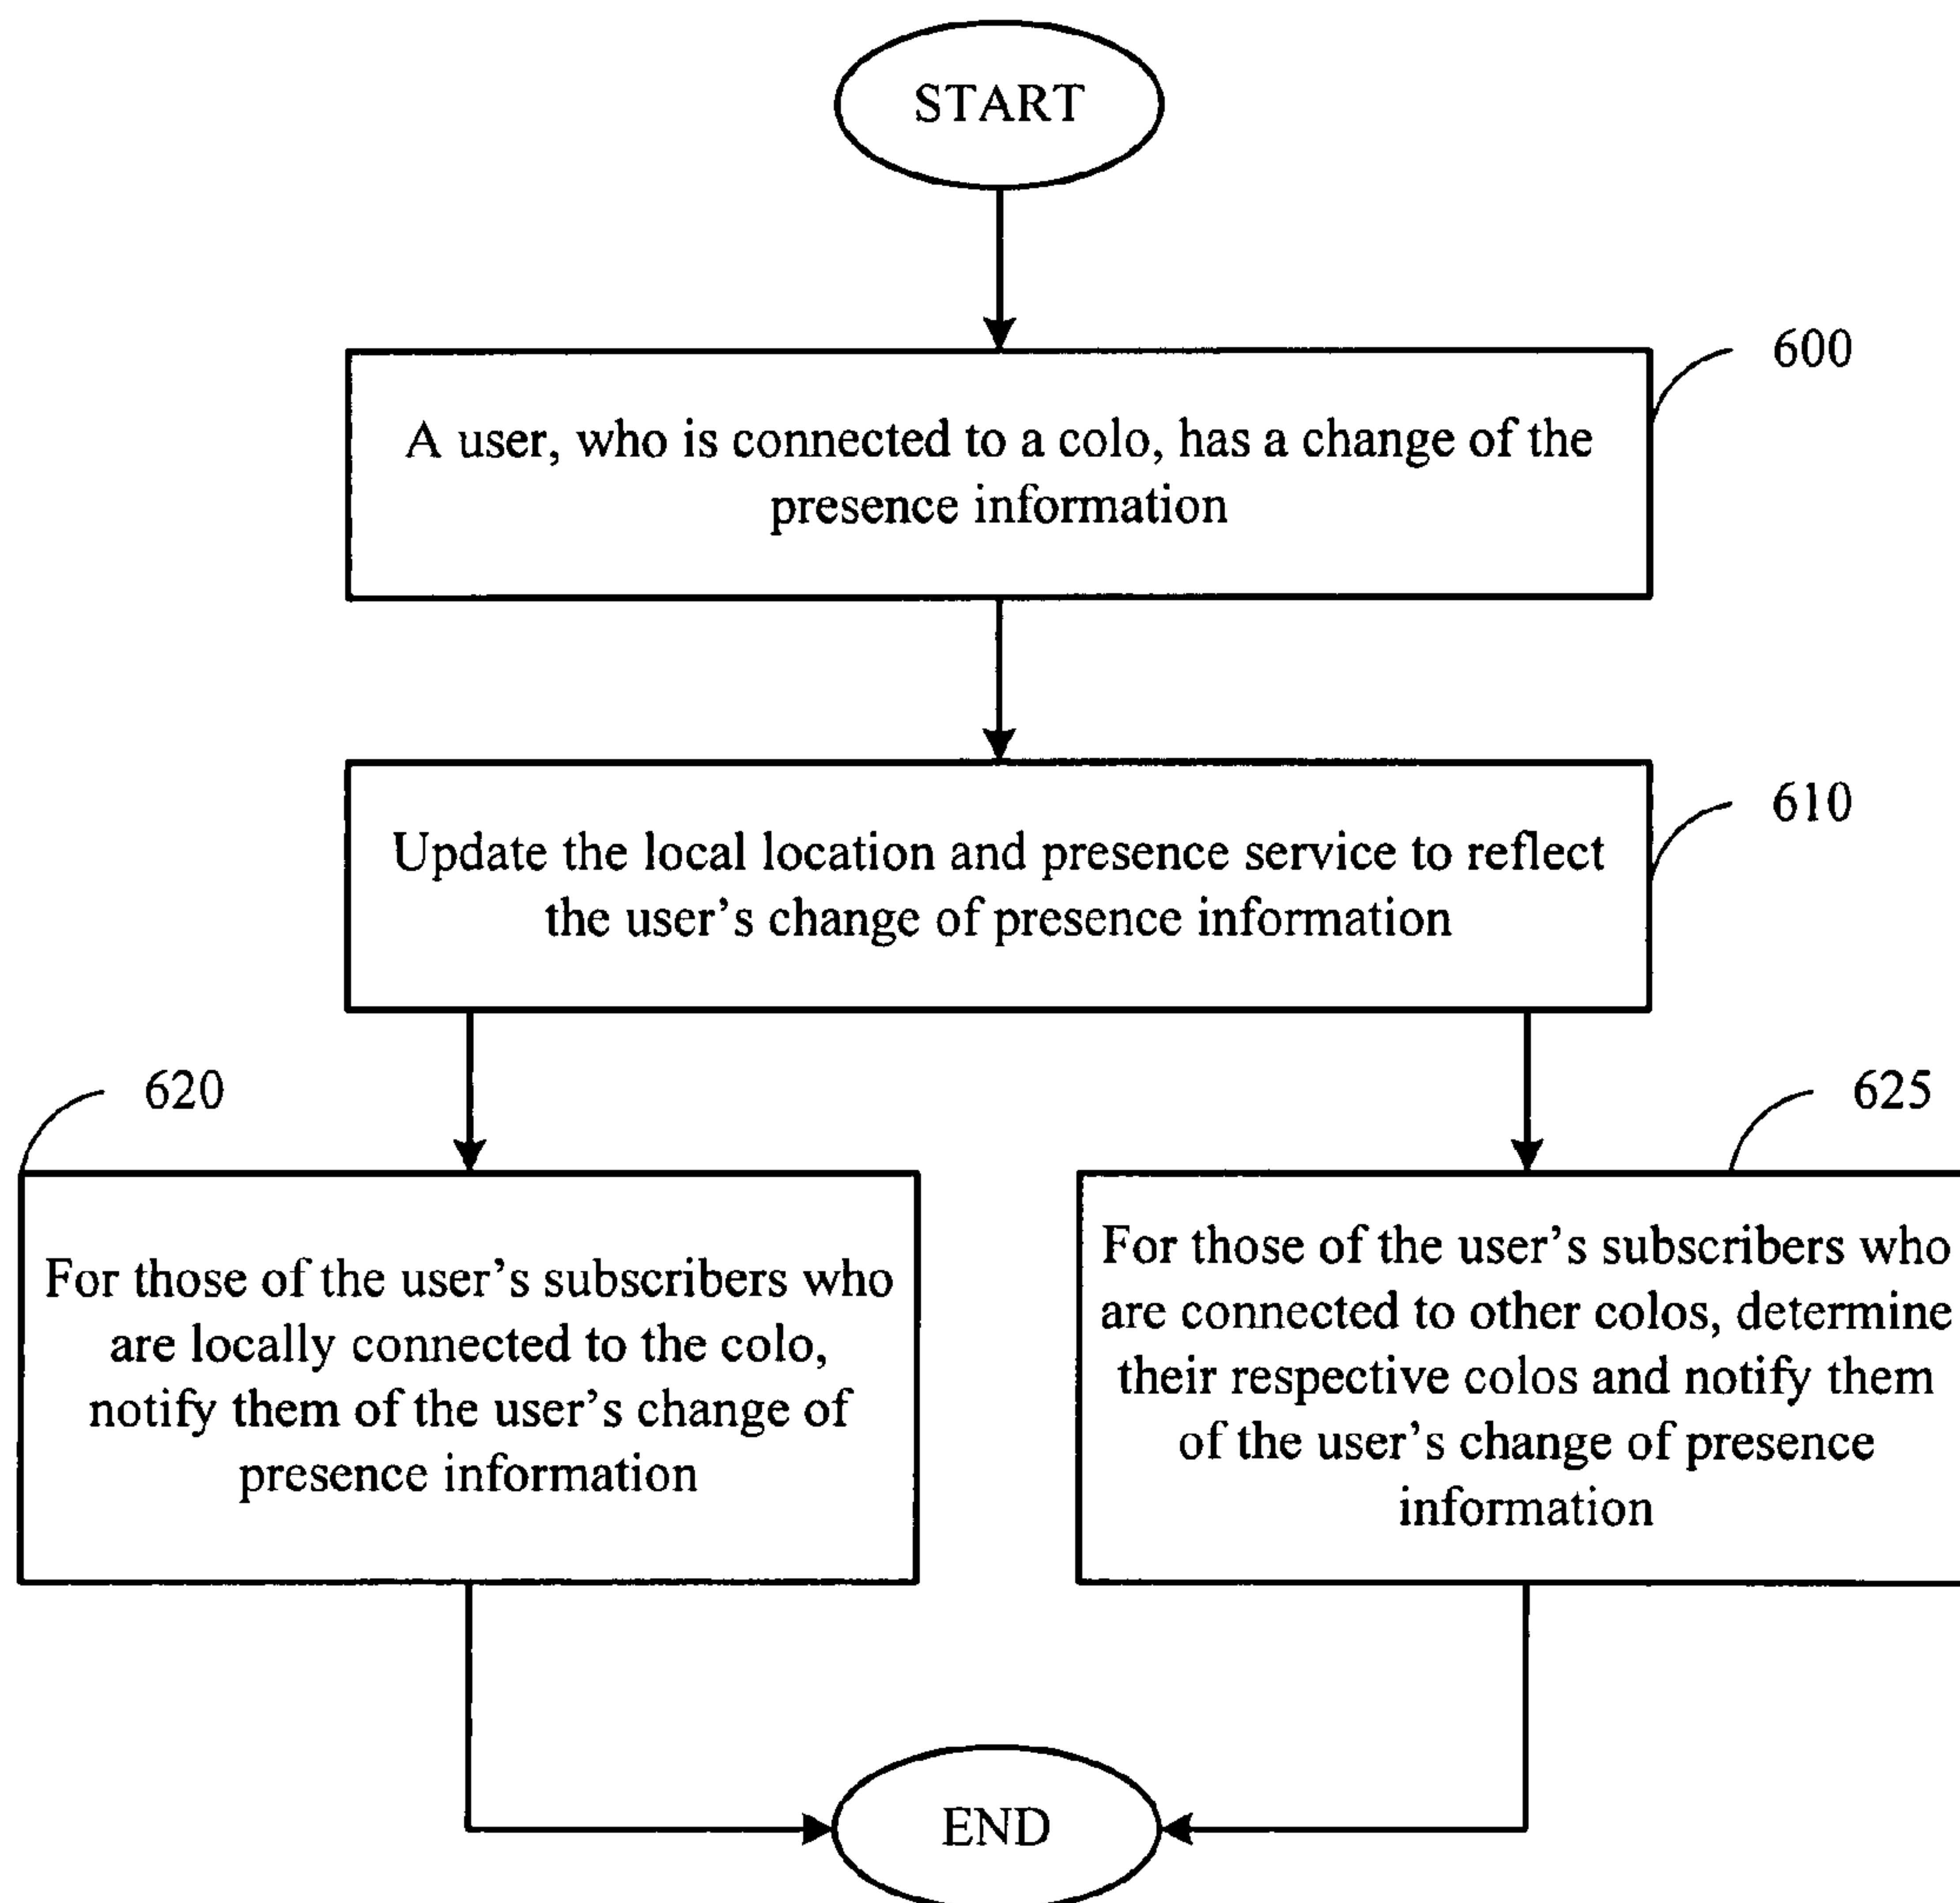 START
600
A user, who is connected to a colo, has a change of the
presence information
610
Update the local location and presence service to reflect
the user's change of presence information
620
For those of the user's subscribers who
are locally connected to the colo,
notify them of the user's change of
presence information
625
For those of the user's subscribers who
are connected to other colos, determine
their respective colos and notify them
of the user's change of presence
information
END